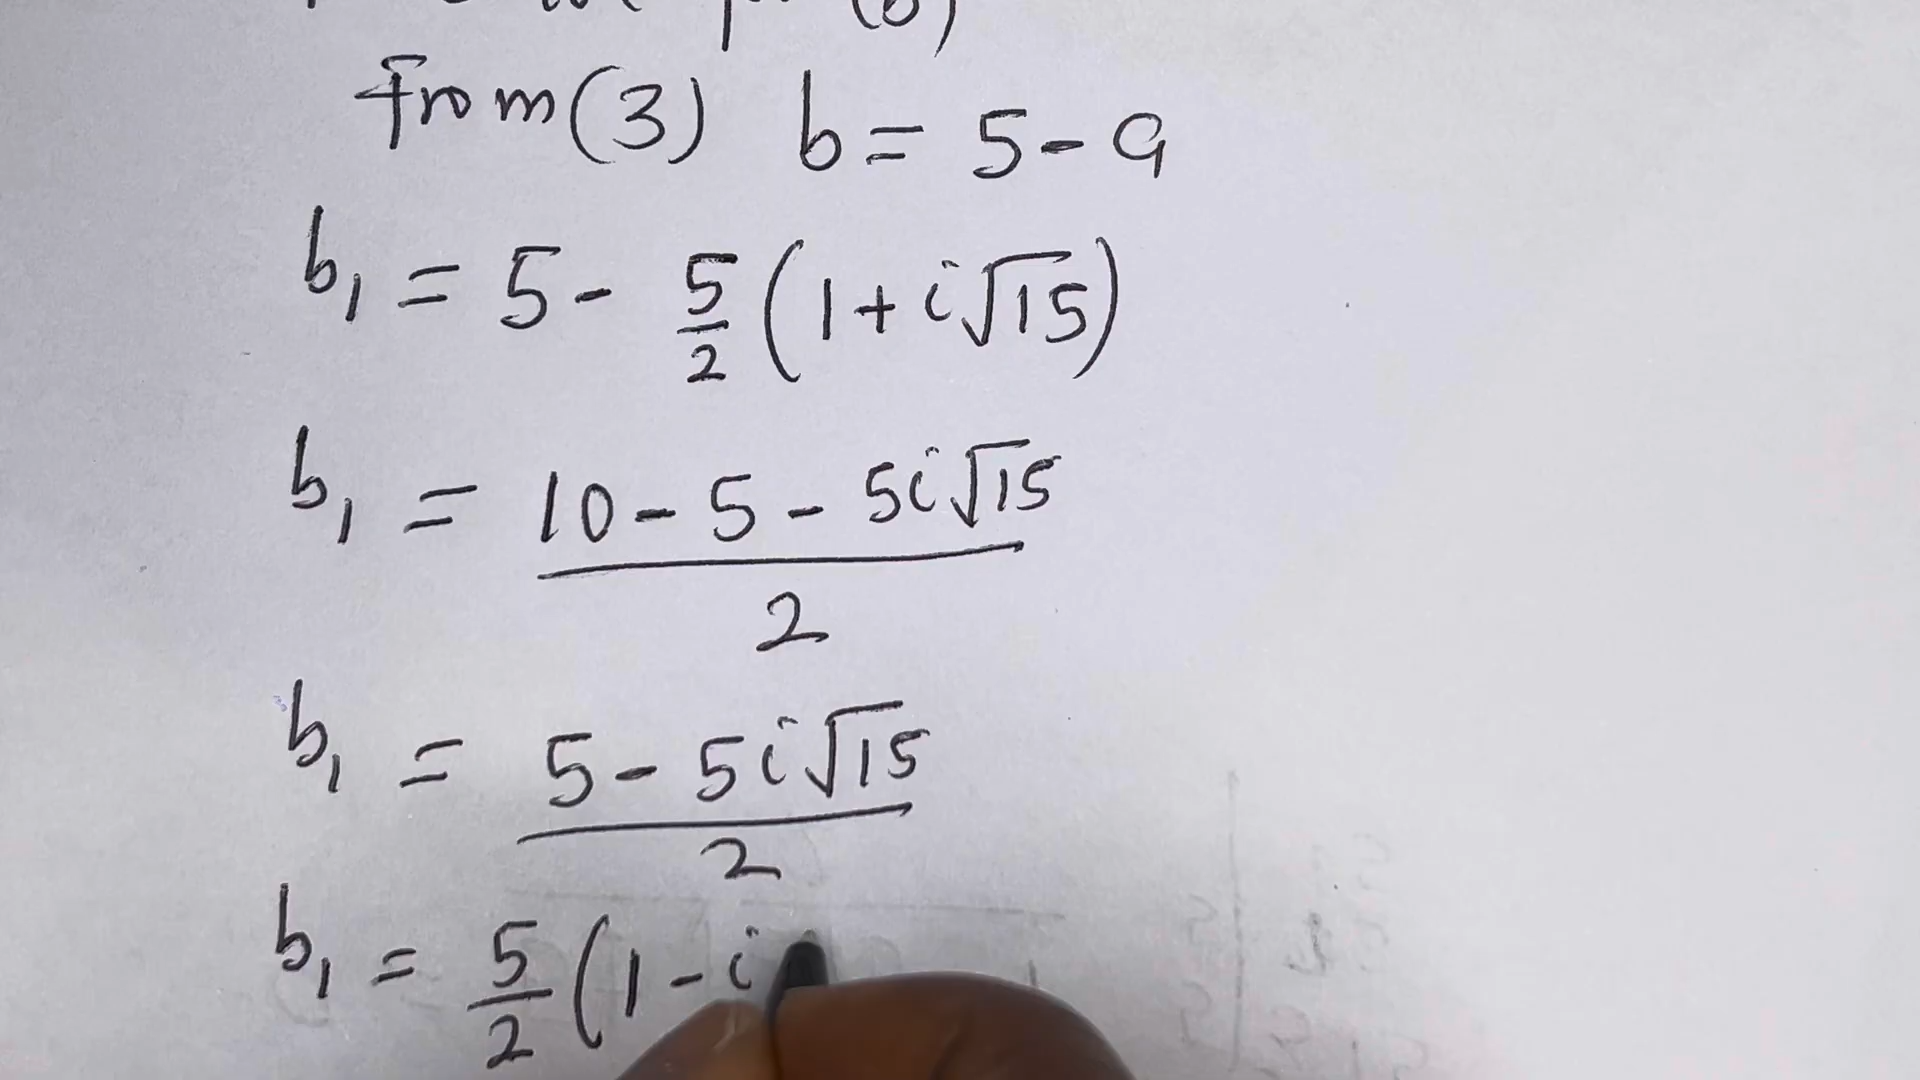 (b)
from (3) b = 5 - a
b₁ = 5 - 5/2 (1 + i√15)
b₁ = (10 - 5 - 5i√15)/2
b₁ = (5 - 5i√15)/2
b₁ = 5/2 (1 - i